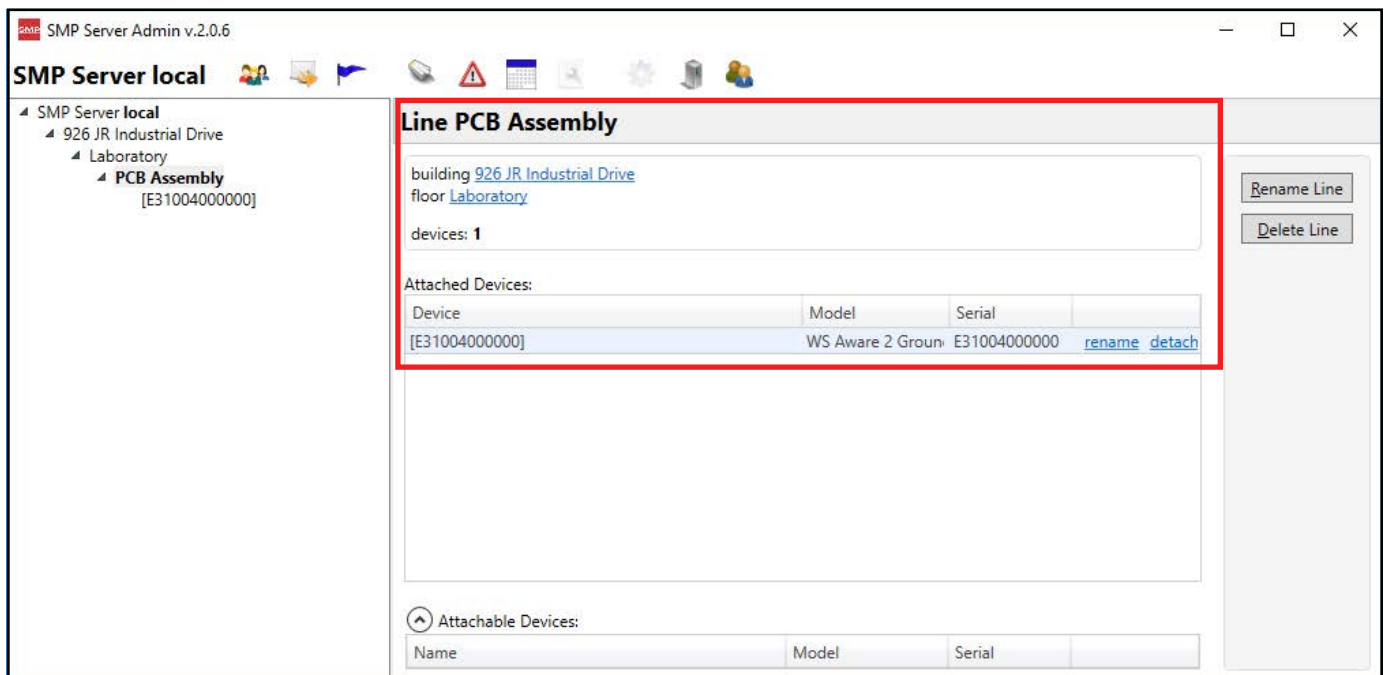 SMP SMP Server Admin v.2.0.6
SMP Server local
SMP Server local
926 JR Industrial Drive
Laboratory
PCB Assembly
[E31004000000]
Line PCB Assembly
building 926 JR Industrial Drive
floor Laboratory
devices: 1
Rename Line
Delete Line
Attached Devices:
Device Model Serial
[E31004000000] WS Aware 2 Groun E31004000000 rename detach
Attachable Devices:
Name Model Serial